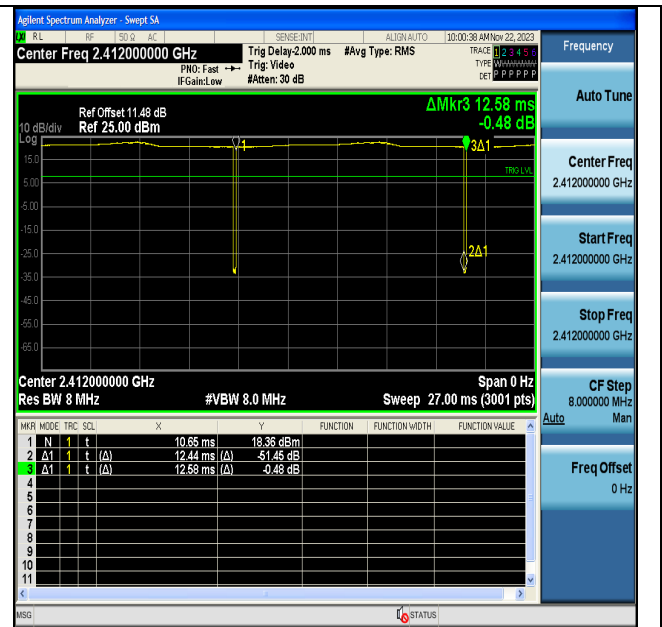 Agilent Spectrum Analyzer - Swept SA
LXI RL RF 50 Ω AC SENSE:INT ALIGN AUTO 10:00:38 AM Nov 22, 2023
Center Freq 2.412000000 GHz
PNO: Fast
IFGain:Low
Trig Delay-2.000 ms
Trig: Video
#Atten: 30 dB
#Avg Type: RMS
TRACE 1 2 3 4 5 6
TYPE WWWWWW
DET P P P P P P
Ref Offset 11.48 dB
10 dB/div Ref 25.00 dBm
Log
ΔMkr3 12.58 ms
-0.48 dB
1
3Δ1
15.0
TRIG LVL
5.00
-5.00
-15.0
2Δ1
-25.0
-35.0
-45.0
-55.0
-65.0
Center 2.412000000 GHz Span 0 Hz
Res BW 8 MHz #VBW 8.0 MHz Sweep 27.00 ms (3001 pts)
MKR MODE TRC SCL X Y FUNCTION FUNCTION WIDTH FUNCTION VALUE
1 N 1 t 10.65 ms 18.36 dBm
2 Δ1 1 t (Δ) 12.44 ms (Δ) -51.45 dB
3 Δ1 1 t (Δ) 12.58 ms (Δ) -0.48 dB
4
5
6
7
8
9
10
11
MSG STATUS
Frequency
Auto Tune
Center Freq
2.412000000 GHz
Start Freq
2.412000000 GHz
Stop Freq
2.412000000 GHz
CF Step
8.000000 MHz
Auto Man
Freq Offset
0 Hz